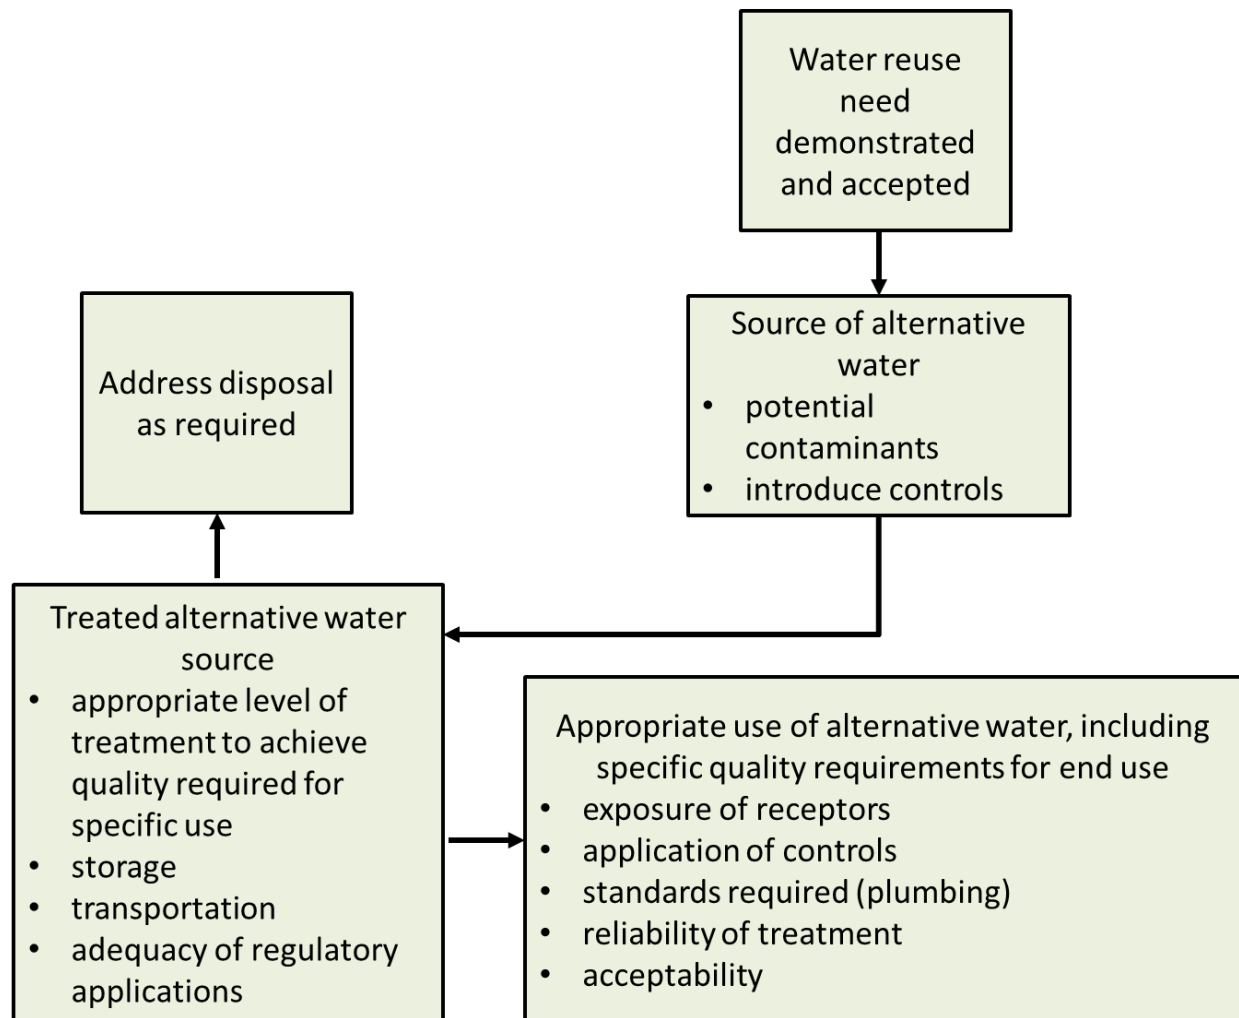 Water reuse
need
demonstrated
and accepted
Source of alternative
water
• potential
contaminants
• introduce controls
Address disposal
as required
Treated alternative water
source
• appropriate level of
treatment to achieve
quality required for
specific use
• storage
• transportation
• adequacy of regulatory
applications
Appropriate use of alternative water, including
specific quality requirements for end use
• exposure of receptors
• application of controls
• standards required (plumbing)
• reliability of treatment
• acceptability